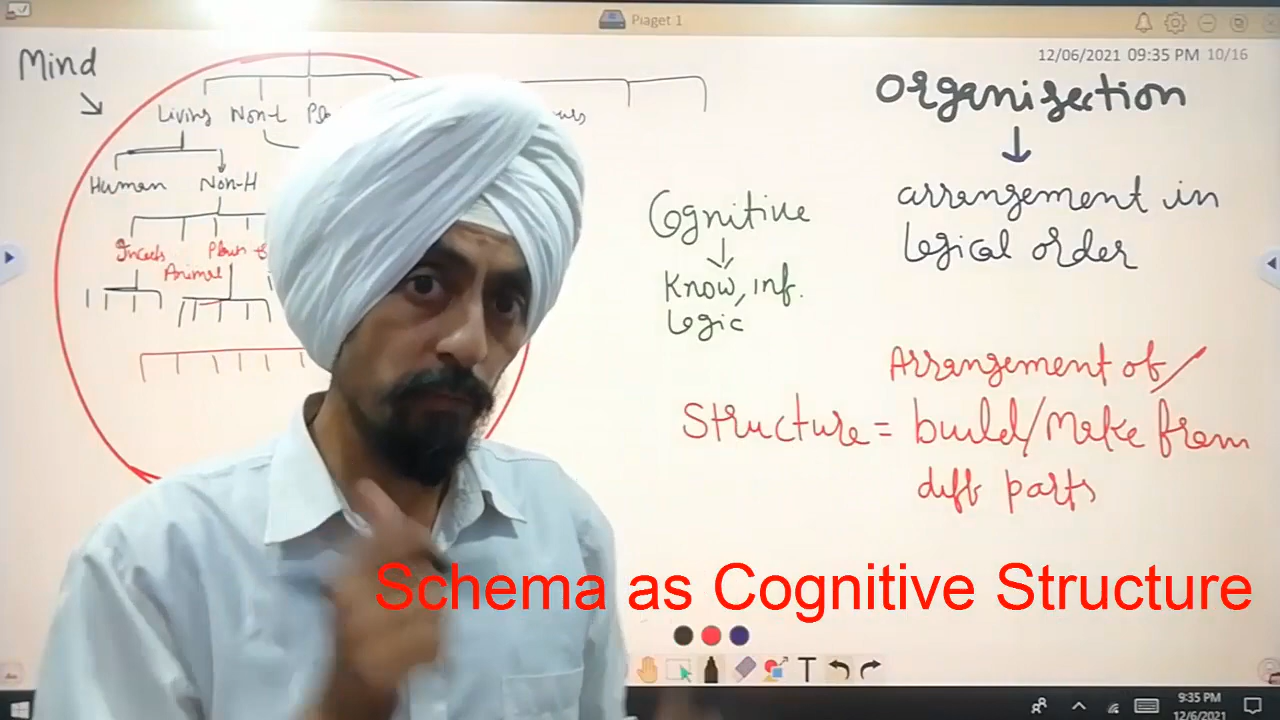 Piaget 1
12/06/2021 09:35 PM 10/16
Mind
Living Non-L
Human Non-H
Insects
Animal
Cognitive
Know, inf.
Logic
Organisection
arrangement in
Logical order
Arrangement of/
Structure = build/Make from
diff parts
Schema as Cognitive Structure
T
9:35 PM
12/6/2021